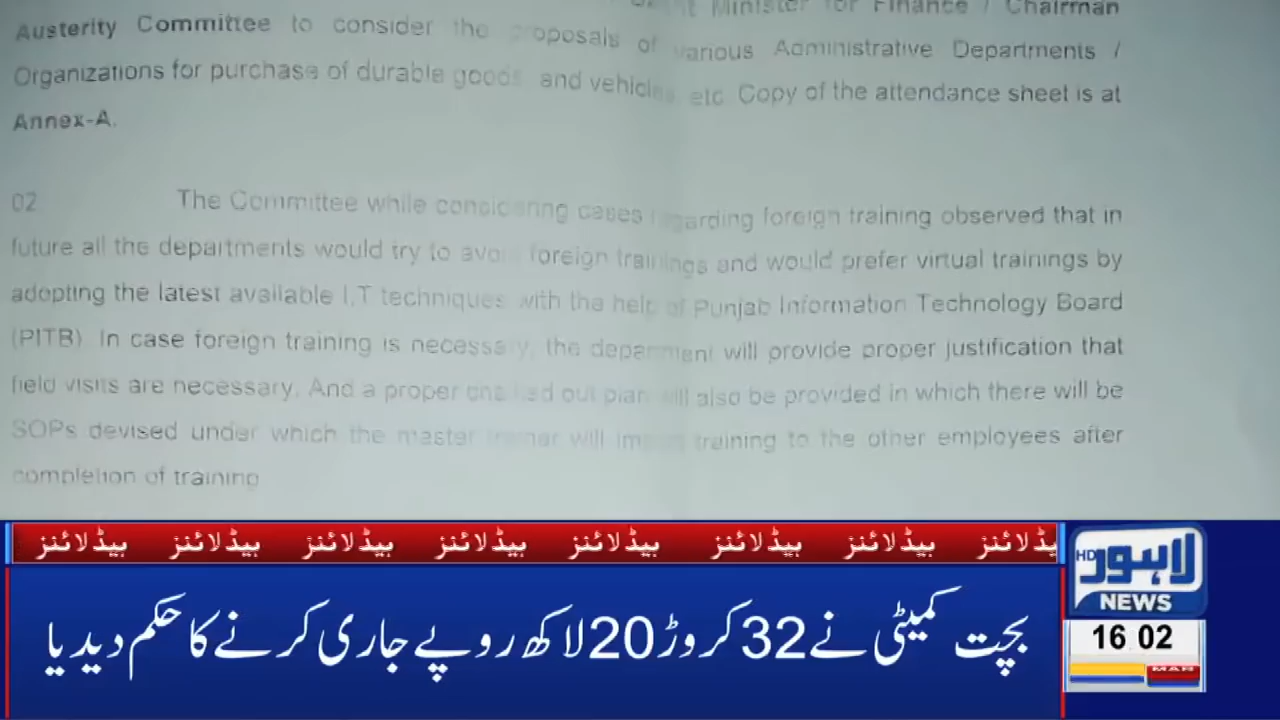 Minister for Finance / Chairman
Austerity Committee to consider the proposals of various Administrative Departments /
Organizations for purchase of durable goods and vehicles etc. Copy of the attendance sheet is at
Annex-A.
02 The Committee while considering cases regarding foreign training observed that in
future all the departments would try to avoid foreign trainings and would prefer virtual trainings by
adopting the latest available I.T techniques with the help of Punjab Information Technology Board
(PITB). In case foreign training is necessary, the department will provide proper justification that
field visits are necessary. And a proper out plan will also be provided in which there will be
SOPs devised under which the master trainer will impart training to the other employees after
completion of training
ہیڈلائنز ہیڈلائنز ہیڈلائنز ہیڈلائنز ہیڈلائنز ہیڈلائنز ہیڈلائنز یڈلائنز
بچت کمیٹی نے 32 کروڑ 20 لاکھ روپے جاری کرنے کا حکم دیدیا
لاہور HD
NEWS
16 02
MAR